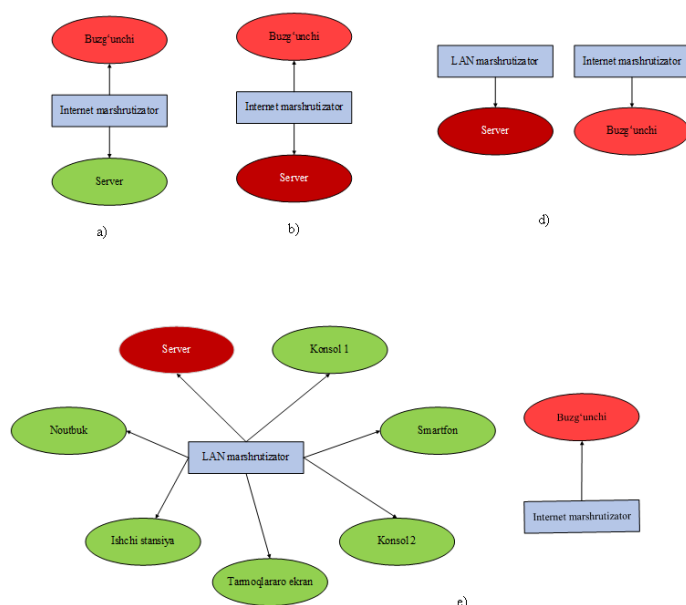 Buzg‘unchi
Internet marshrutizator
Server
a)
Buzg‘unchi
Internet marshrutizator
Server
b)
LAN marshrutizator
Internet marshrutizator
Server
Buzg‘unchi
d)
Server
Konsol 1
Noutbuk
Smartfon
LAN marshrutizator
Ishchi stansiya
Konsol 2
Tarmoqlararo ekran
Buzg‘unchi
Internet marshrutizator
e)